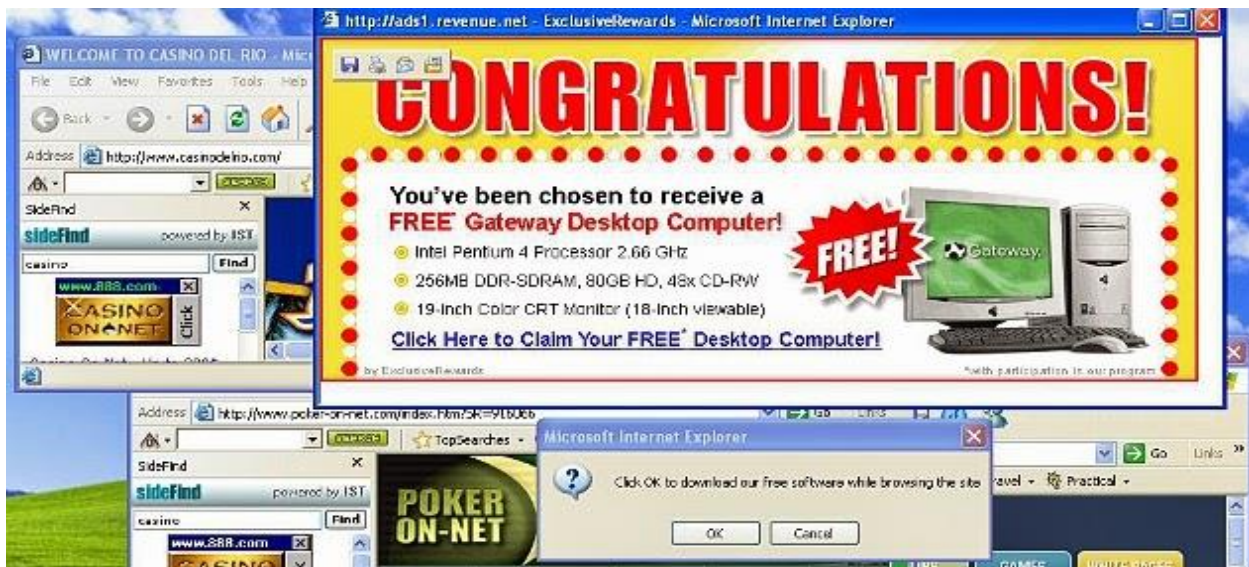 http://ads1.revenue.net - ExclusiveRewards - Microsoft Internet Explorer
CONGRATULATIONS!
You've been chosen to receive a
FREE* Gateway Desktop Computer!
Intel Pentium 4 Processor 2.66 GHz
256MB DDR-SDRAM, 80GB HD, 48x CD-RW
19-inch Color CRT Monitor (18-inch viewable)
Click Here to Claim Your FREE* Desktop Computer!
by ExclusiveRewards
*with participation in our program
FREE!
Gateway
WELCOME TO CASINO DEL RIO - Mic
File Edit View Favorites Tools Help
Back
Address http://www.casinodelrio.com/
SideFind
sideFind powered by IST
casino Find
www.888.com
CASINO
ON-NET
Click
Address http://www.poker-on-net.com/index.htm?SR=916066
Go Links
TopSearches
SideFind
sideFind powered by IST
casino Find
www.888.com
CASINO
POKER
ON-NET
Microsoft Internet Explorer
Click OK to download our free software while browsing the site
OK Cancel
Go Links
ravel Practical
GAMES
WHITE PAGES